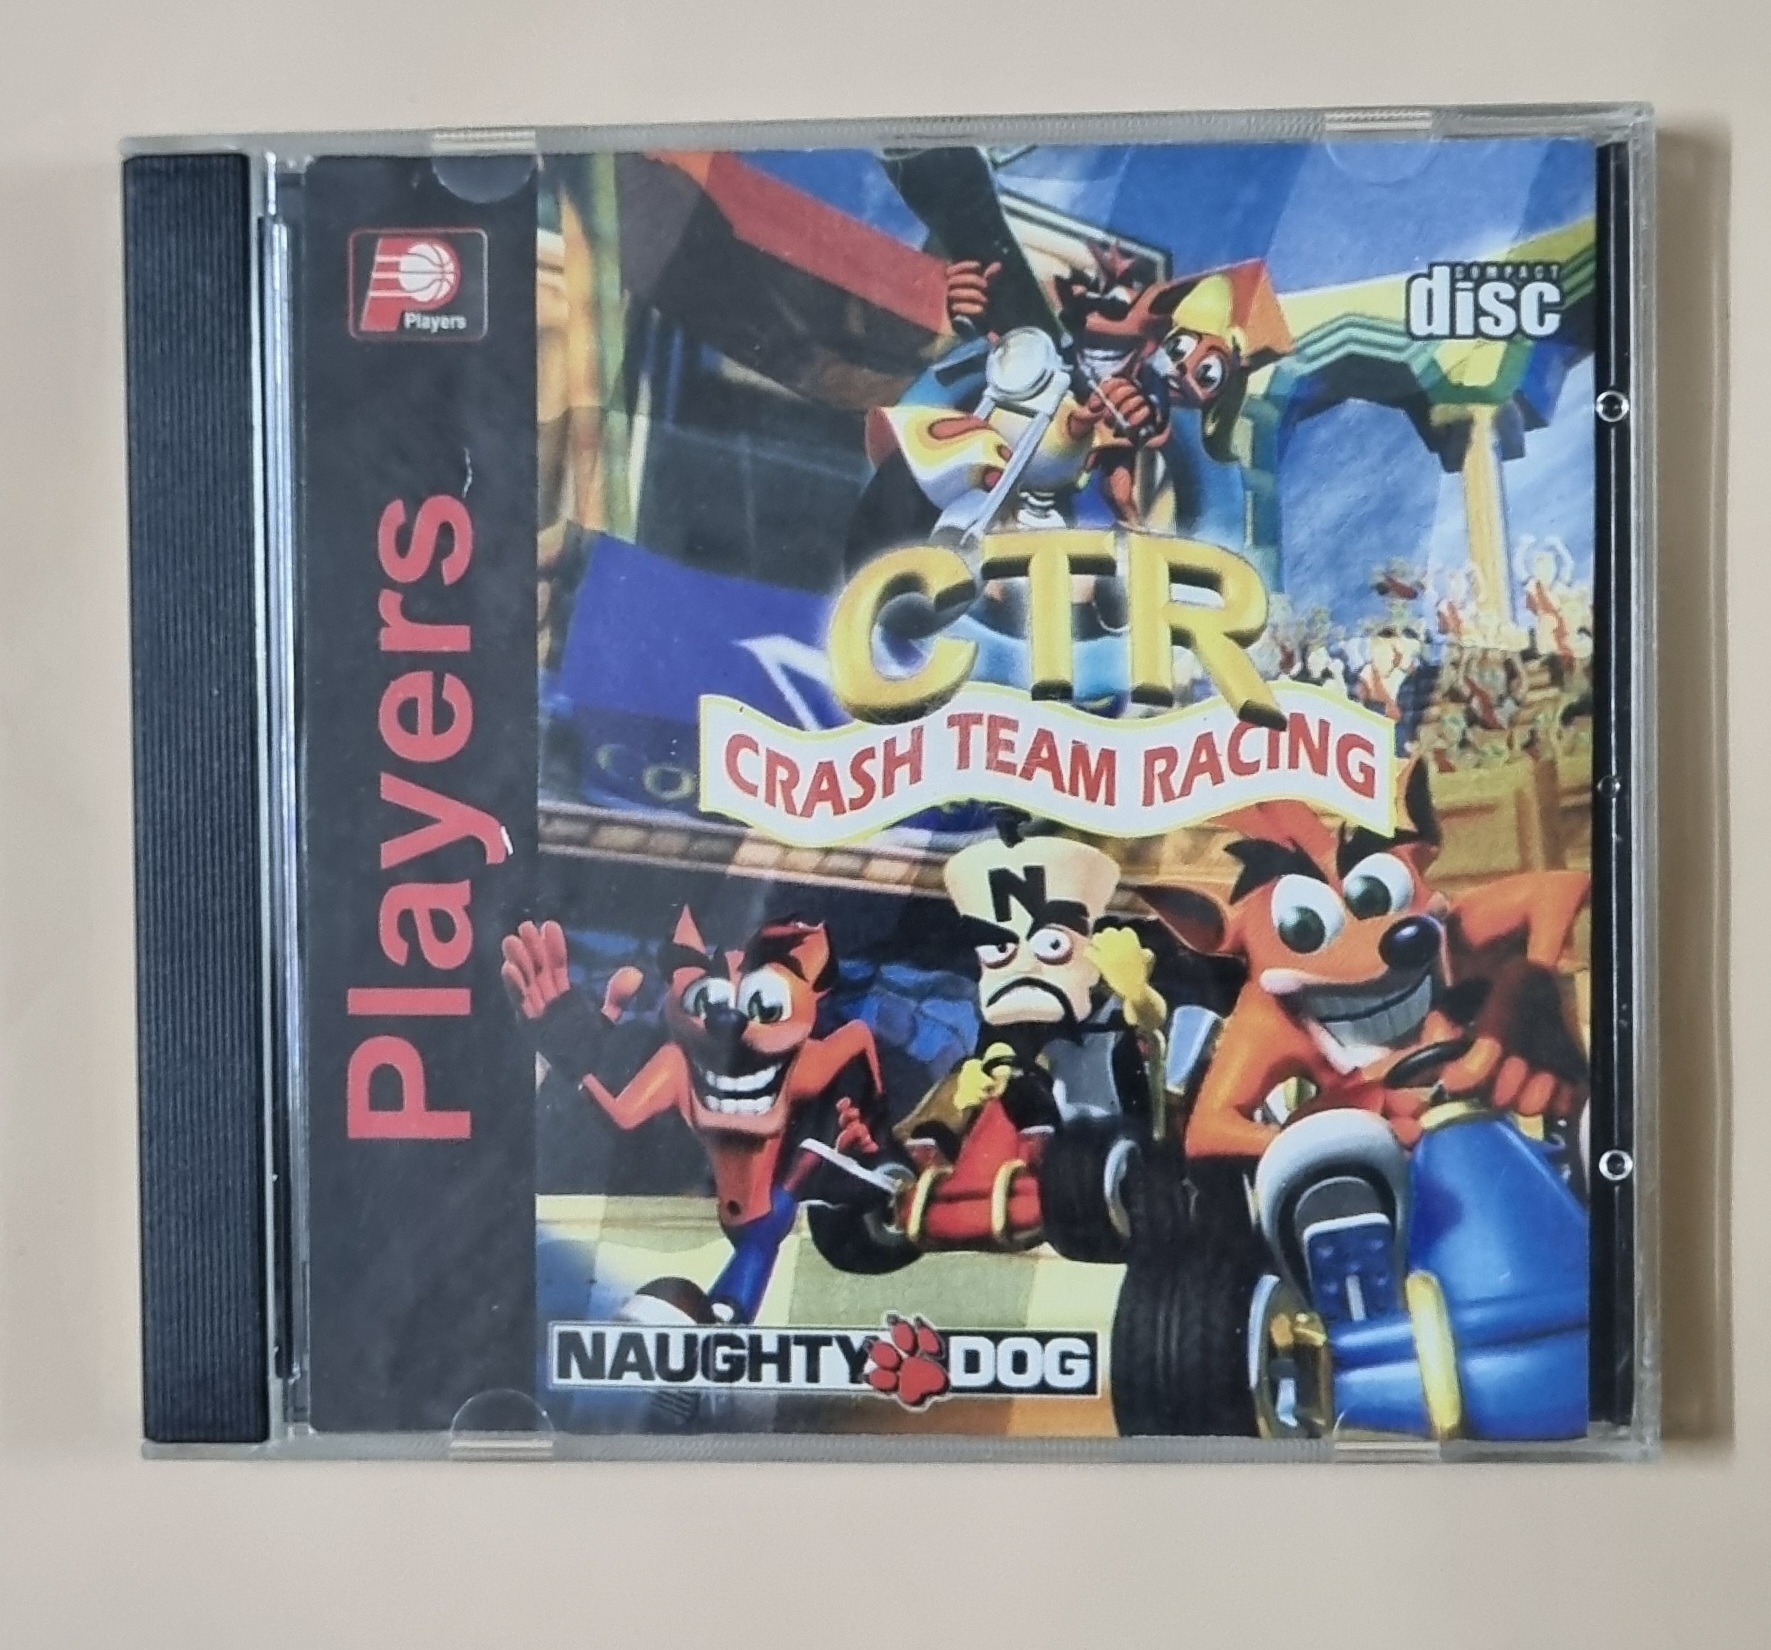 Players
Players
COMPACT
disc
CTR
CRASH TEAM RACING
N
NAUGHTY DOG